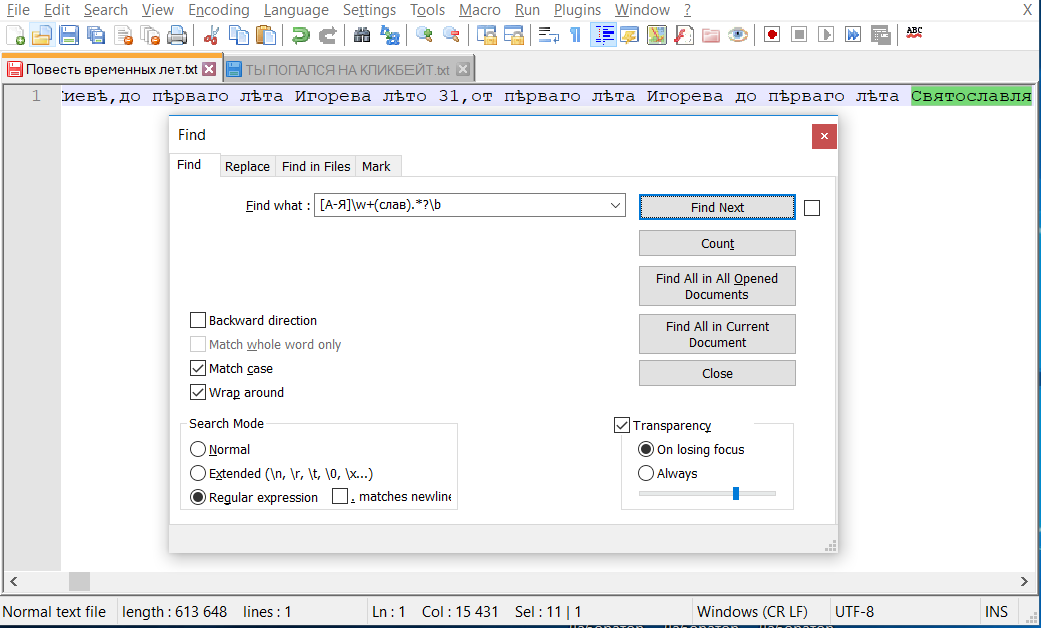 File Edit Search View Encoding Language Settings Tools Macro Run Plugins Window ? X
ABC
Повесть временных лет.txt ТЫ ПОПАЛСЯ НА КЛИКБЕЙТ.txt
1 Киевѣ,до пѣрваго лѣта Игорева лѣто 31,от пѣрваго лѣта Игорева до пѣрваго лѣта Святославля
Find
Find Replace Find in Files Mark
Find what : [А-Я]\w+(слав).*?\b Find Next
Count
Find All in All Opened
Documents
Backward direction
Find All in Current
Document
Match whole word only
Match case
Close
Wrap around
Search Mode
Transparency
Normal
On losing focus
Extended (\n, \r, \t, \0, \x...)
Always
Regular expression . matches newline
Normal text file length : 613 648 lines : 1 Ln : 1 Col : 15 431 Sel : 11 | 1 Windows (CR LF) UTF-8 INS